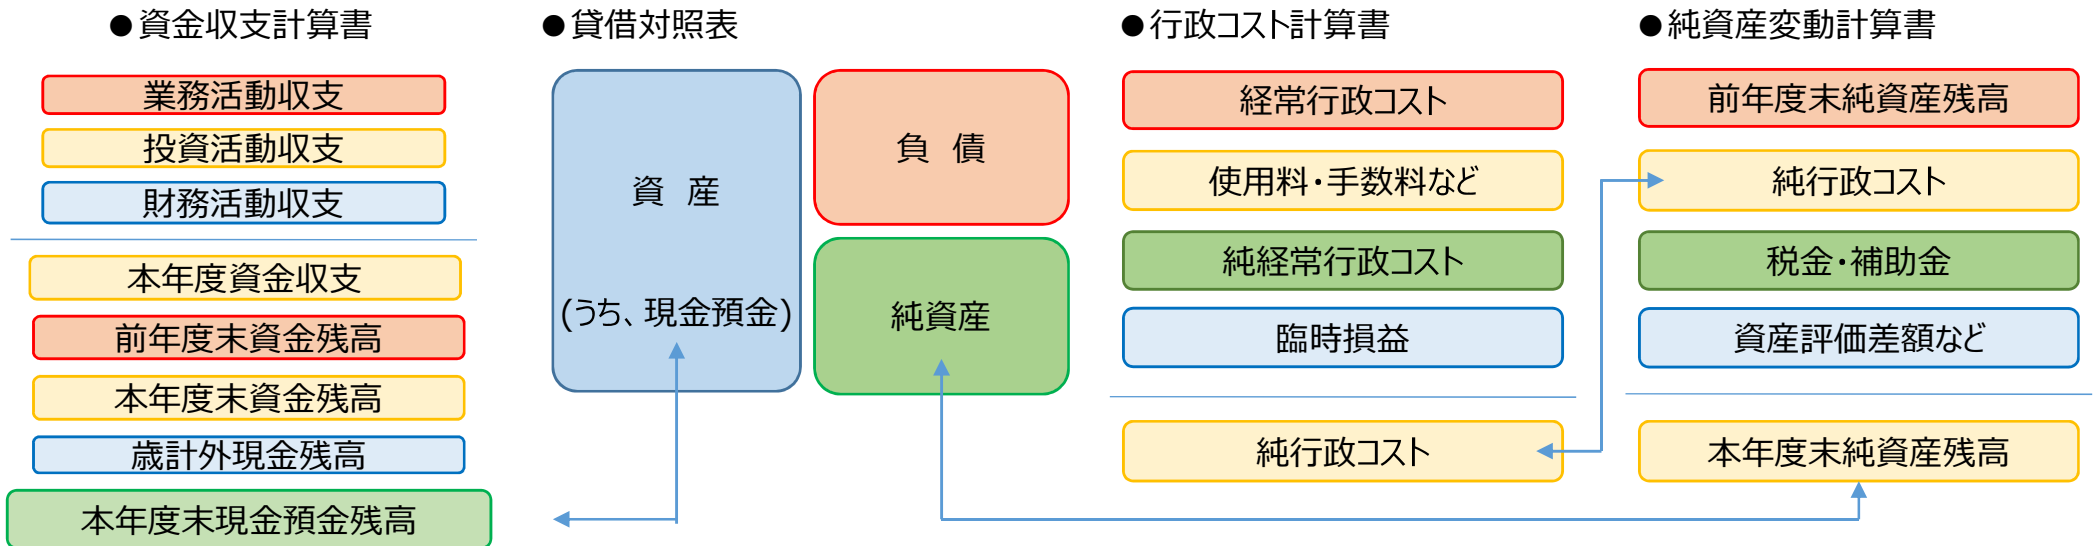 ●資金収支計算書
業務活動収支
投資活動収支
財務活動収支
本年度資金収支
前年度末資金残高
本年度末資金残高
歳計外現金残高
本年度末現金預金残高
●貸借対照表
資　産
(うち、現金預金)
負　債
純資産
●行政コスト計算書
経常行政コスト
使用料・手数料など
純経常行政コスト
臨時損益
純行政コスト
●純資産変動計算書
前年度末純資産残高
純行政コスト
税金・補助金
資産評価差額など
本年度末純資産残高